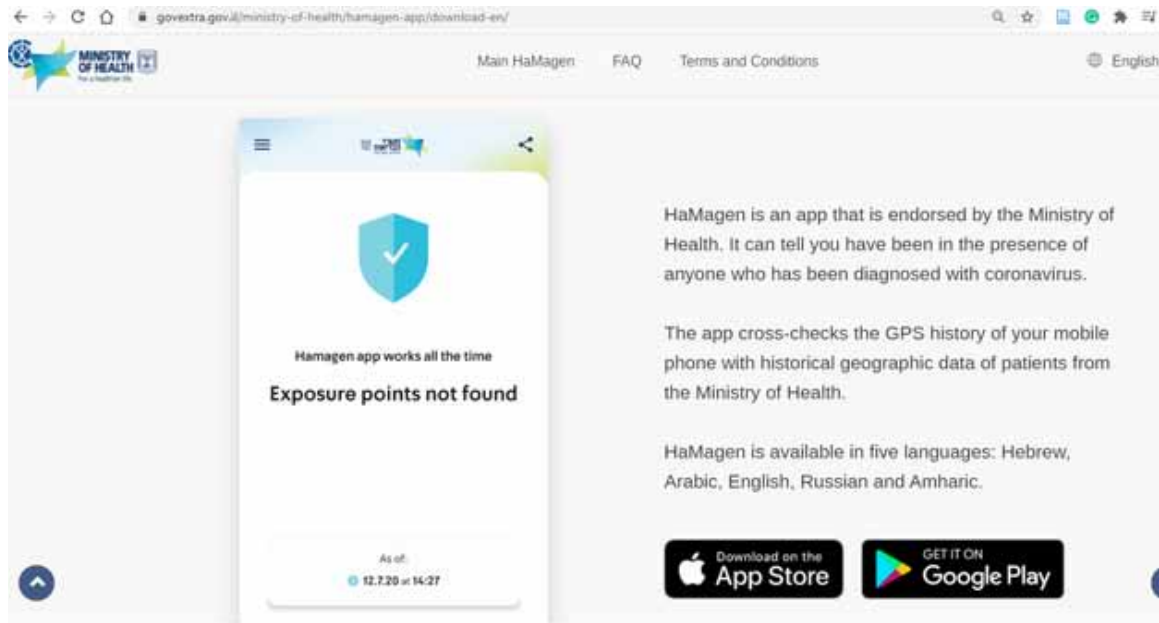 govextra.gov.il/ministry-of-health/hamagen-app/download-en/
MINISTRY
OF HEALTH
For a healthier life
Main HaMagen FAQ Terms and Conditions English
Hamagen app works all the time
Exposure points not found
As of:
12.7.20 at 14:27
HaMagen is an app that is endorsed by the Ministry of
Health. It can tell you have been in the presence of
anyone who has been diagnosed with coronavirus.
The app cross-checks the GPS history of your mobile
phone with historical geographic data of patients from
the Ministry of Health.
HaMagen is available in five languages: Hebrew,
Arabic, English, Russian and Amharic.
Download on the
App Store
GET IT ON
Google Play